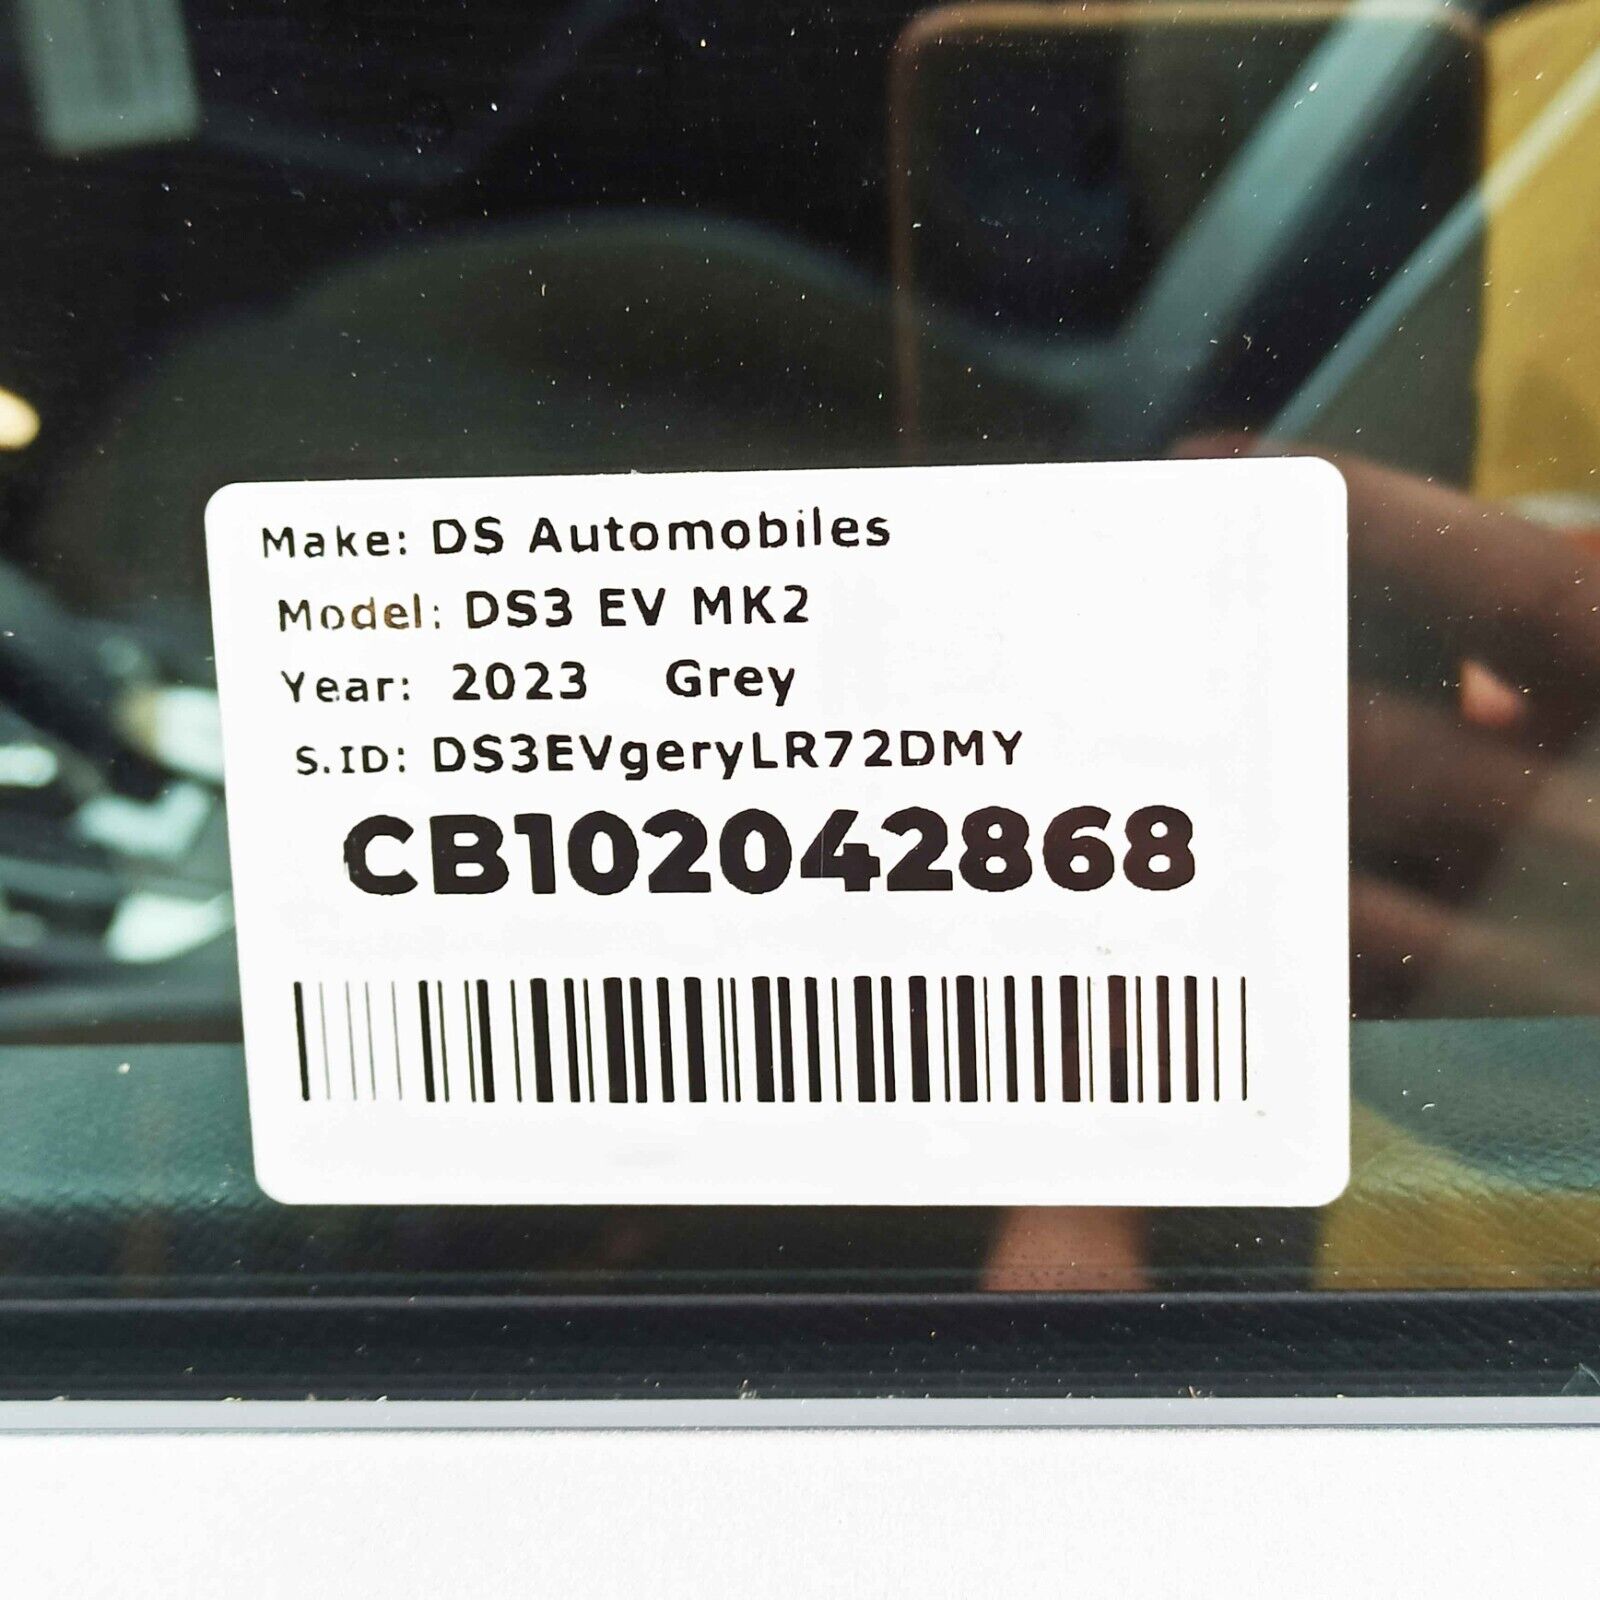 Make: DS Automobiles
Model: DS3 EV MK2
Year: 2023 Grey
S.ID: DS3EVgeryLR72DMY
CB102042868